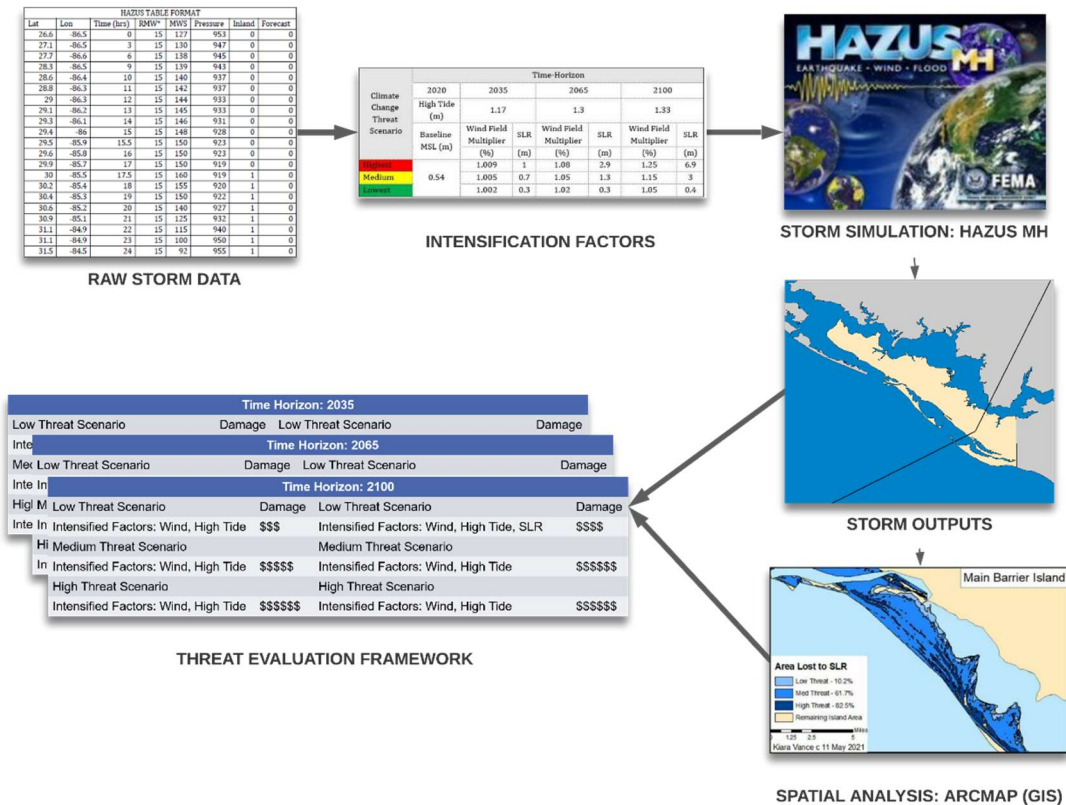 HAZUS TABLE FORMAT
Lat Lon Time (hrs) RMW* MWS Pressure Inland Forecast
26.6 -86.5 0 15 127 953 0 0
27.1 -86.5 3 15 130 947 0 0
27.7 -86.6 6 15 138 945 0 0
28.3 -86.5 9 15 139 943 0 0
28.6 -86.4 10 15 140 937 0 0
28.8 -86.3 11 15 142 937 0 0
29 -86.3 12 15 144 933 0 0
29.1 -86.2 13 15 145 933 0 0
29.3 -86.1 14 15 146 931 0 0
29.4 -86 15 15 148 928 0 0
29.5 -85.9 15.5 15 150 923 0 0
29.6 -85.8 16 15 150 923 0 0
29.9 -85.7 17 15 150 919 0 0
30 -85.5 17.5 15 160 919 1 0
30.2 -85.4 18 15 155 920 1 0
30.4 -85.3 19 15 150 922 1 0
30.6 -85.2 20 15 140 927 1 0
30.9 -85.1 21 15 125 932 1 0
31.1 -84.9 22 15 115 940 1 0
31.1 -84.9 23 15 100 950 1 0
31.5 -84.5 24 15 92 955 1 0
RAW STORM DATA
Time-Horizon
Climate
Change
Threat
Scenario
2020 2035 2065 2100
High Tide
(m)
1.17 1.3 1.33
Baseline
MSL (m)
Wind Field
Multiplier
(%)
SLR
(m)
Wind Field
Multiplier
(%)
SLR
(m)
Wind Field
Multiplier
(%)
SLR
(m)
Highest 1.009 1 1.08 2.9 1.25 6.9
Medium 0.54 1.005 0.7 1.05 1.3 1.15 3
Lowest 1.002 0.3 1.02 0.3 1.05 0.4
INTENSIFICATION FACTORS
HAZUS
MH
EARTHQUAKE • WIND • FLOOD
FEMA
STORM SIMULATION: HAZUS MH
STORM OUTPUTS
Main Barrier Island
Area Lost to SLR
Low Threat - 10.2%
Med Threat - 61.7%
High Threat - 82.5%
Remaining Island Area
Miles
1.25 2.5 5
Kiara Vance c 11 May 2021
SPATIAL ANALYSIS: ARCMAP (GIS)
Time Horizon: 2035
Low Threat Scenario Damage Low Threat Scenario Damage
Time Horizon: 2065
Low Threat Scenario Damage Low Threat Scenario Damage
Time Horizon: 2100
Low Threat Scenario Damage Low Threat Scenario Damage
Intensified Factors: Wind, High Tide $$$ Intensified Factors: Wind, High Tide, SLR $$$$
Medium Threat Scenario Medium Threat Scenario
Intensified Factors: Wind, High Tide $$$$$ Intensified Factors: Wind, High Tide $$$$$$
High Threat Scenario High Threat Scenario
Intensified Factors: Wind, High Tide $$$$$$ Intensified Factors: Wind, High Tide $$$$$$
THREAT EVALUATION FRAMEWORK